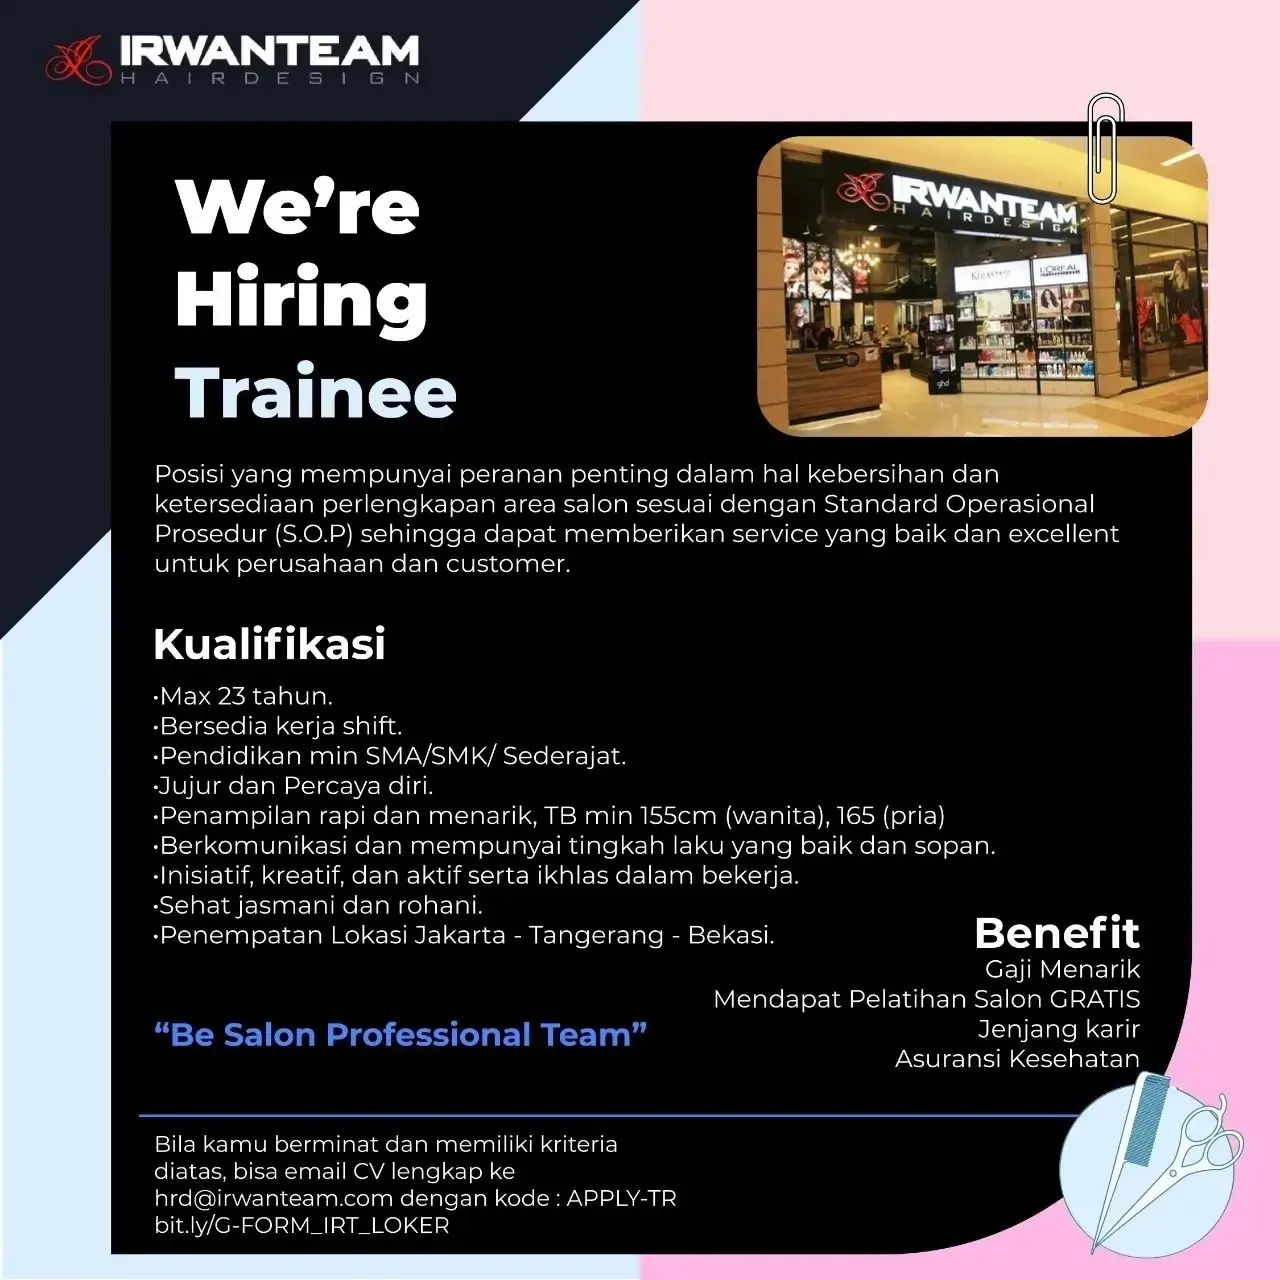 IRWANTEAM
HAIRDESIGN
IRWANTEAM
HAIRDESIGN
KÉRASTASE
L'ORÉAL
ghd
We’re
Hiring
Trainee
Posisi yang mempunyai peranan penting dalam hal kebersihan dan
ketersediaan perlengkapan area salon sesuai dengan Standard Operasional
Prosedur (S.O.P) sehingga dapat memberikan service yang baik dan excellent
untuk perusahaan dan customer.
Kualifikasi
•Max 23 tahun.
•Bersedia kerja shift.
•Pendidikan min SMA/SMK/ Sederajat.
•Jujur dan Percaya diri.
•Penampilan rapi dan menarik, TB min 155cm (wanita), 165 (pria)
•Berkomunikasi dan mempunyai tingkah laku yang baik dan sopan.
•Inisiatif, kreatif, dan aktif serta ikhlas dalam bekerja.
•Sehat jasmani dan rohani.
•Penempatan Lokasi Jakarta - Tangerang - Bekasi.
Benefit
Gaji Menarik
Mendapat Pelatihan Salon GRATIS
Jenjang karir
Asuransi Kesehatan
“Be Salon Professional Team”
Bila kamu berminat dan memiliki kriteria
diatas, bisa email CV lengkap ke
hrd@irwanteam.com dengan kode : APPLY-TR
bit.ly/G-FORM_IRT_LOKER